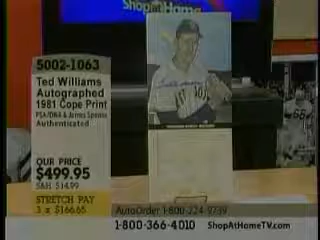 ShopatHome
5002-1063
Ted Williams
Autographed
1981 Cope Print
PSA/DNA & James Spence
Authenticated
OUR PRICE
$499.95
S&H $14.99
STRETCH PAY
3 x $166.65
AutoOrder 1-800-224-9739
1-800-366-4010 ShopAtHomeTV.com